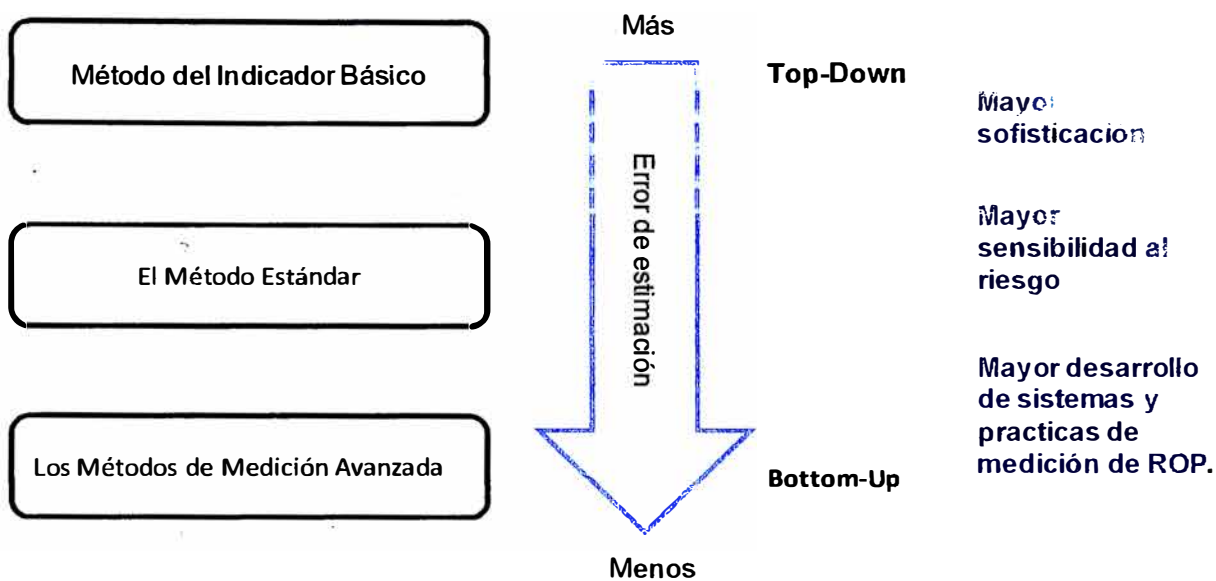 Más
Método del Indicador Básico
Top-Down
Mayor
sofisticacion
Error de estimación
El Método Estándar
Mayor
sensibilidad al
riesgo
Mayor desarrollo
de sistemas y
practicas de
medición de ROP.
Los Métodos de Medición Avanzada
Bottom-Up
Menos